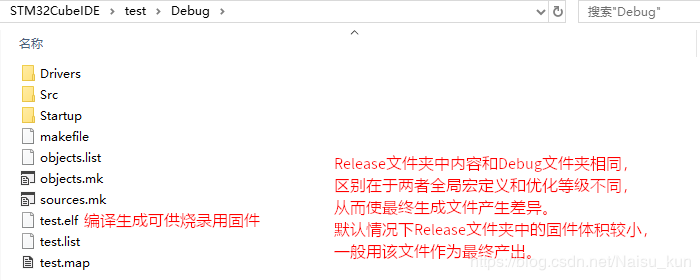 STM32CubeIDE > test > Debug >
搜索"Debug"
名称
Drivers
Src
Startup
makefile
objects.list
objects.mk
sources.mk
test.elf 编译生成可供烧录用固件
test.list
test.map
Release文件夹中内容和Debug文件夹相同，
区别在于两者全局宏定义和优化等级不同，
从而使最终生成文件产生差异。
默认情况下Release文件夹中的固件体积较小，
一般用该文件作为最终产出。
https://blog.csdn.net/Naisu_kun